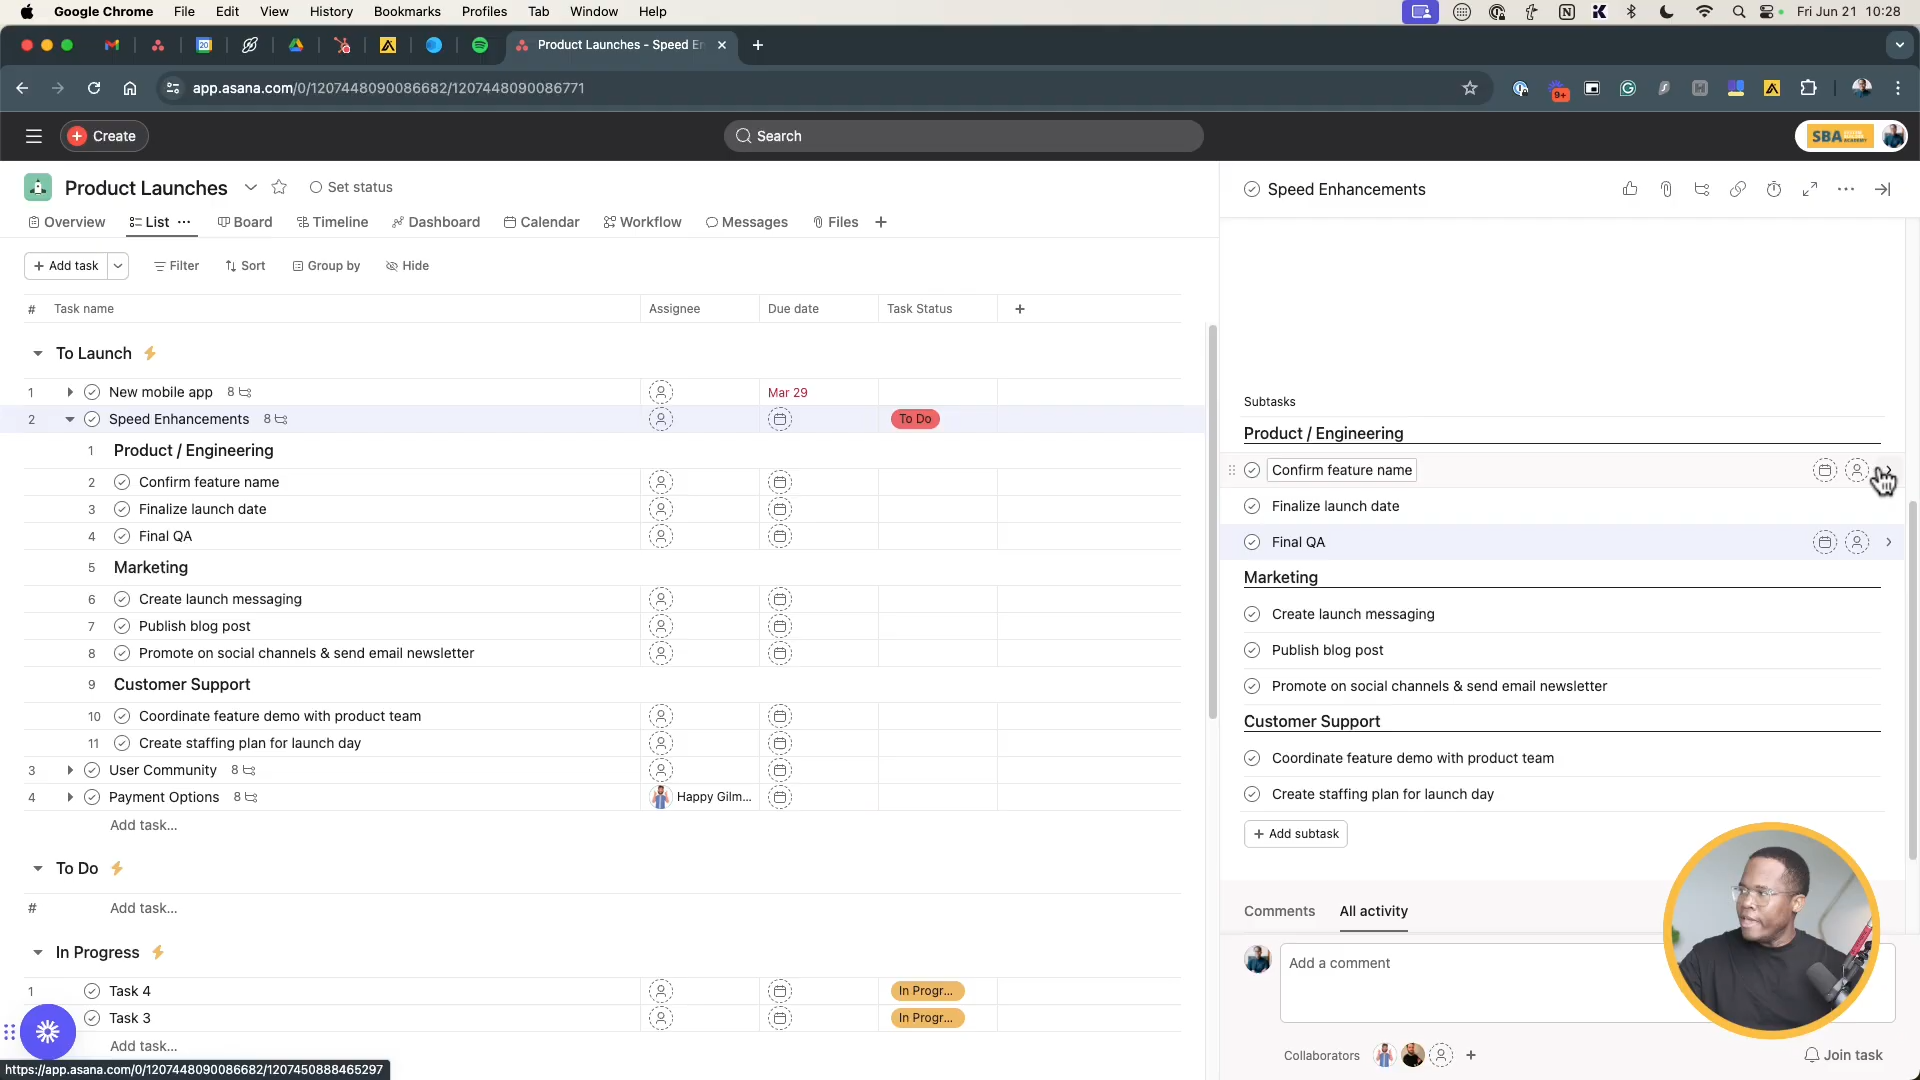 Google Chrome File Edit View History Bookmarks Profiles Tab Window Help Fri Jun 21 10:28
20 Product Launches - Speed En
app.asana.com/0/1207448090086682/1207448090086771 9+
Create Search SBA
Product Launches Set status
Overview List Board Timeline Dashboard Calendar Workflow Messages Files
Add task Filter Sort Group by Hide
# Task name Assignee Due date Task Status
To Launch
1 New mobile app 8 Mar 29
2 Speed Enhancements 8 To Do
1 Product / Engineering
2 Confirm feature name
3 Finalize launch date
4 Final QA
5 Marketing
6 Create launch messaging
7 Publish blog post
8 Promote on social channels & send email newsletter
9 Customer Support
10 Coordinate feature demo with product team
11 Create staffing plan for launch day
3 User Community 8
4 Payment Options 8 Happy Gilm...
Add task...
To Do
# Add task...
In Progress
1 Task 4 In Progr...
Task 3 In Progr...
Add task...
https://app.asana.com/0/1207448090086682/1207450888465297
Speed Enhancements
Subtasks
Product / Engineering
Confirm feature name
Finalize launch date
Final QA
Marketing
Create launch messaging
Publish blog post
Promote on social channels & send email newsletter
Customer Support
Coordinate feature demo with product team
Create staffing plan for launch day
+ Add subtask
Comments All activity
Add a comment
Collaborators Join task